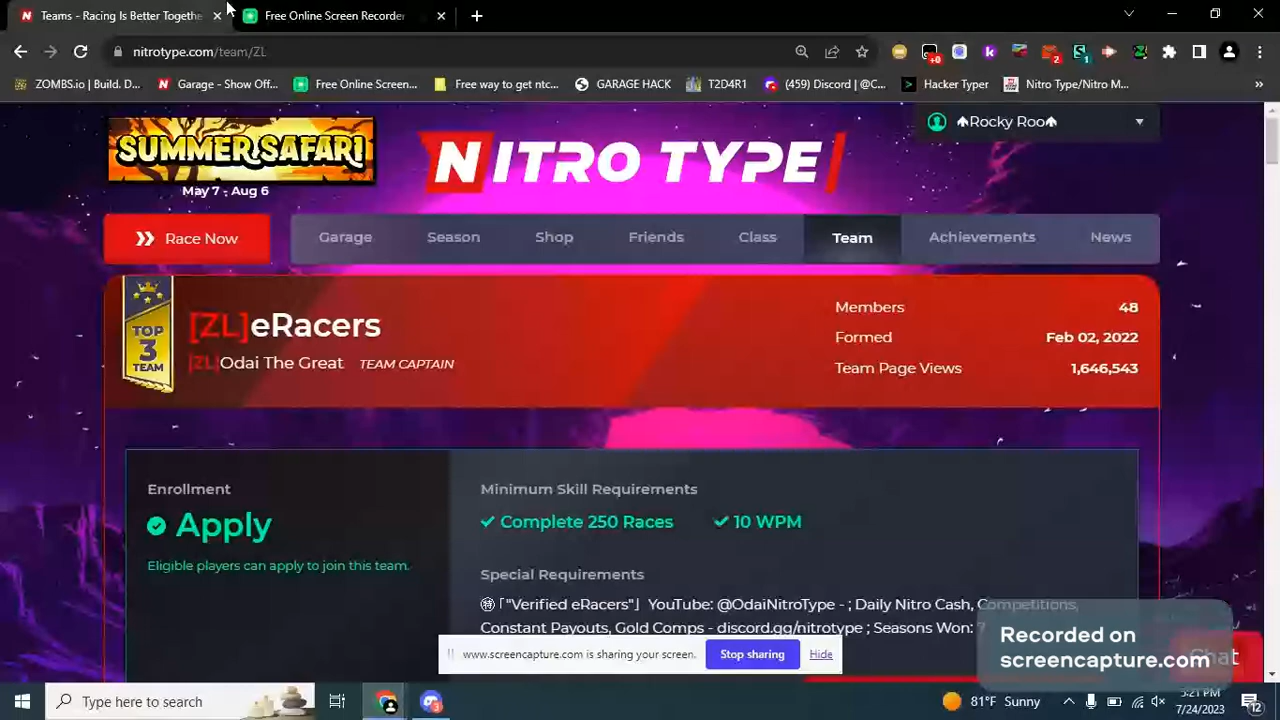 Teams - Racing Is Better Togethe
Free Online Screen Recorder
nitrotype.com/team/ZL
ZOMBS.io | Build. D...
Garage - Show Off...
Free Online Screen...
Free way to get ntc...
GARAGE HACK
T2D4R1
(459) Discord | @C...
Hacker Typer
Nitro Type/Nitro M...
SUMMER SAFARI
May 7 - Aug 6
NITRO TYPE
♠Rocky Roo♠
Race Now
Garage
Season
Shop
Friends
Class
Team
Achievements
News
TOP
3
TEAM
[ZL]eRacers
[ZL]Odai The Great TEAM CAPTAIN
Members 48
Formed Feb 02, 2022
Team Page Views 1,646,543
Enrollment
Apply
Eligible players can apply to join this team.
Minimum Skill Requirements
Complete 250 Races
10 WPM
Special Requirements
「"Verified eRacers"」 YouTube: @OdaiNitroType - ; Daily Nitro Cash, Competitions,
Constant Payouts, Gold Comps - discord.gg/nitrotype ; Seasons Won:
www.screencapture.com is sharing your screen.
Stop sharing
Hide
Recorded on
screencapture.com
Type here to search
3
81°F Sunny
5:21 PM
7/24/2023
12